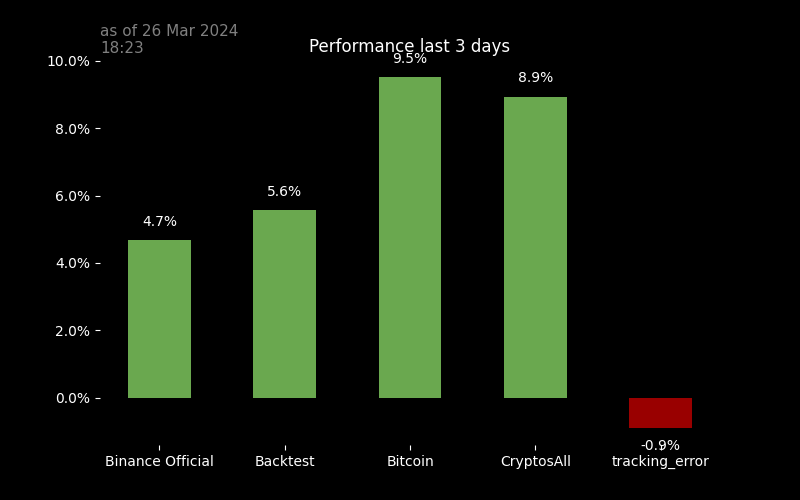 as of 26 Mar 2024
18:23
Performance last 3 days
10.0%
8.0%
6.0%
4.0%
2.0%
0.0%
4.7%
5.6%
9.5%
8.9%
-0.9%
Binance Official
Backtest
Bitcoin
CryptosAll
tracking_error